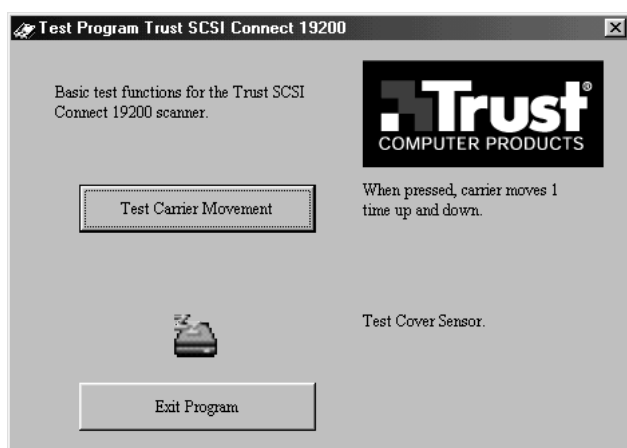 Test Program Trust SCSI Connect 19200
Basic test functions for the Trust SCSI
Connect 19200 scanner.
Trust®
COMPUTER PRODUCTS
Test Carrier Movement
When pressed, carrier moves 1
time up and down.
Test Cover Sensor.
Exit Program